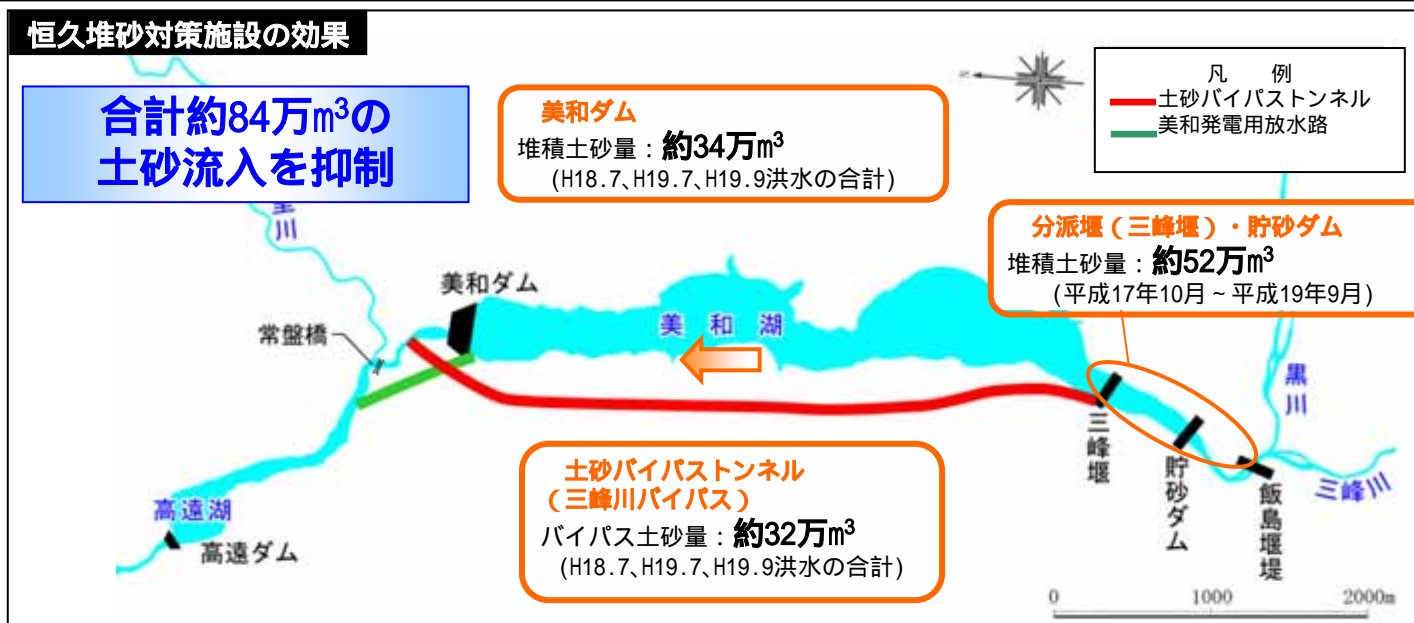 恒久堆砂対策施設の効果
合計約84万m³の
土砂流入を抑制
美和ダム
堆積土砂量：約34万m³
(H18.7、H19.7、H19.9洪水の合計)
N
凡　例
土砂バイパストンネル
美和発電用放水路
分派堰（三峰堰）・貯砂ダム
堆積土砂量：約52万m³
(平成17年10月～平成19年9月)
川
美和ダム
常盤橋
美和湖
黒川
三峰堰
貯砂ダム
飯島堰堤
三峰川
高遠湖
高遠ダム
土砂バイパストンネル
（三峰川バイパス）
バイパス土砂量：約32万m³
(H18.7、H19.7、H19.9洪水の合計)
0 1000 2000m